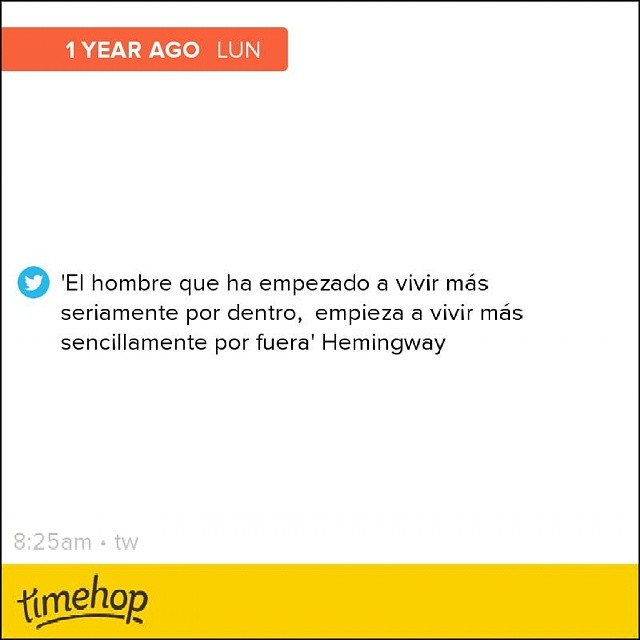 1 YEAR AGO LUN
'El hombre que ha empezado a vivir más
seriamente por dentro,  empieza a vivir más
sencillamente por fuera' Hemingway
8:25am • tw
timehop